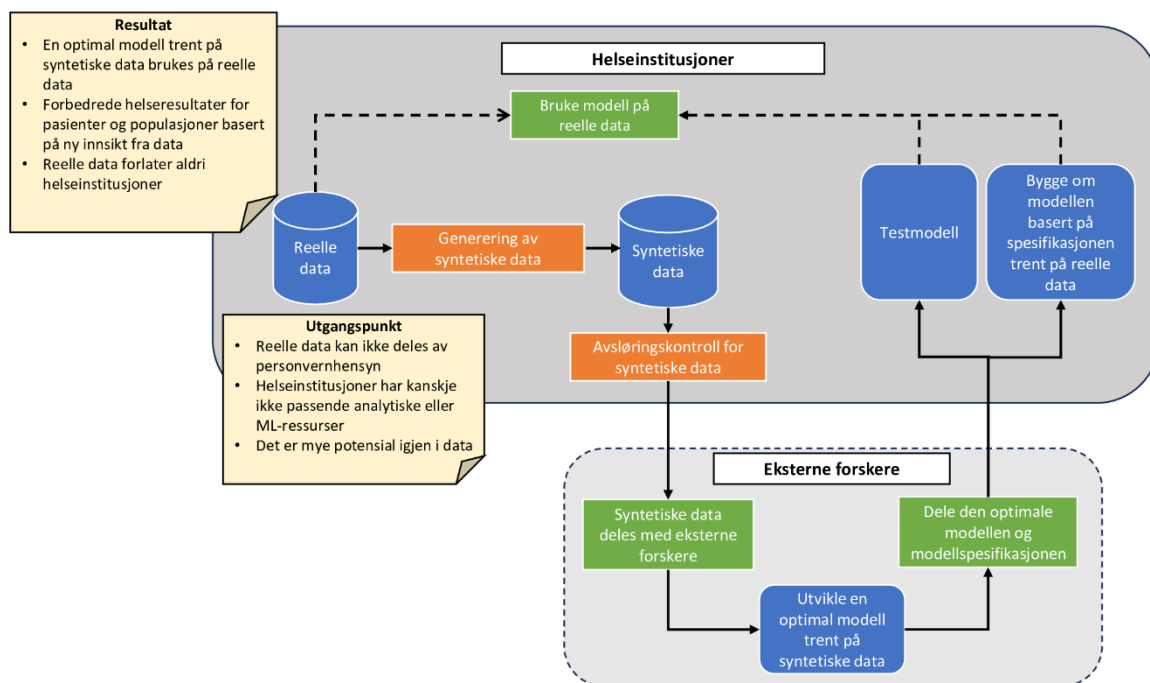 Resultat
• En optimal modell trent på
syntetiske data brukes på reelle
data
• Forbedrede helseresultater for
pasienter og populasjoner basert
på ny innsikt fra data
• Reelle data forlater aldri
helseinstitusjoner
Helseinstitusjoner
Bruke modell på
reelle data
Reelle
data
Generering av
syntetiske data
Syntetiske
data
Testmodell
Bygge om
modellen
basert på
spesifikasjonen
trent på reelle
data
Utgangspunkt
• Reelle data kan ikke deles av
personvernhensyn
• Helseinstitusjoner har kanskje
ikke passende analytiske eller
ML-ressurser
• Det er mye potensial igjen i data
Avsløringskontroll for
syntetiske data
Eksterne forskere
Syntetiske data
deles med eksterne
forskere
Dele den optimale
modellen og
modellspesifikasjonen
Utvikle en
optimal modell
trent på
syntetiske data